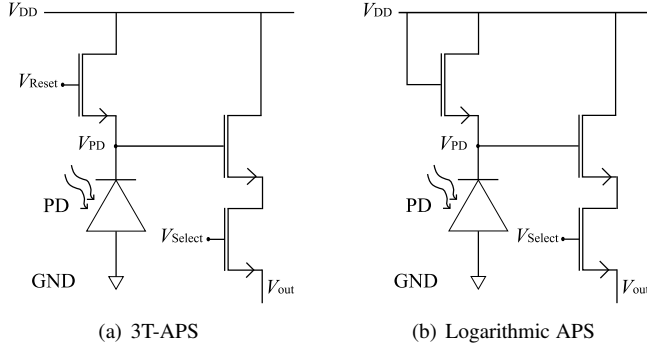 VDD
VReset
VPD
PD
VSelect
GND
Vout
(a) 3T-APS
VDD
VPD
PD
VSelect
GND
Vout
(b) Logarithmic APS